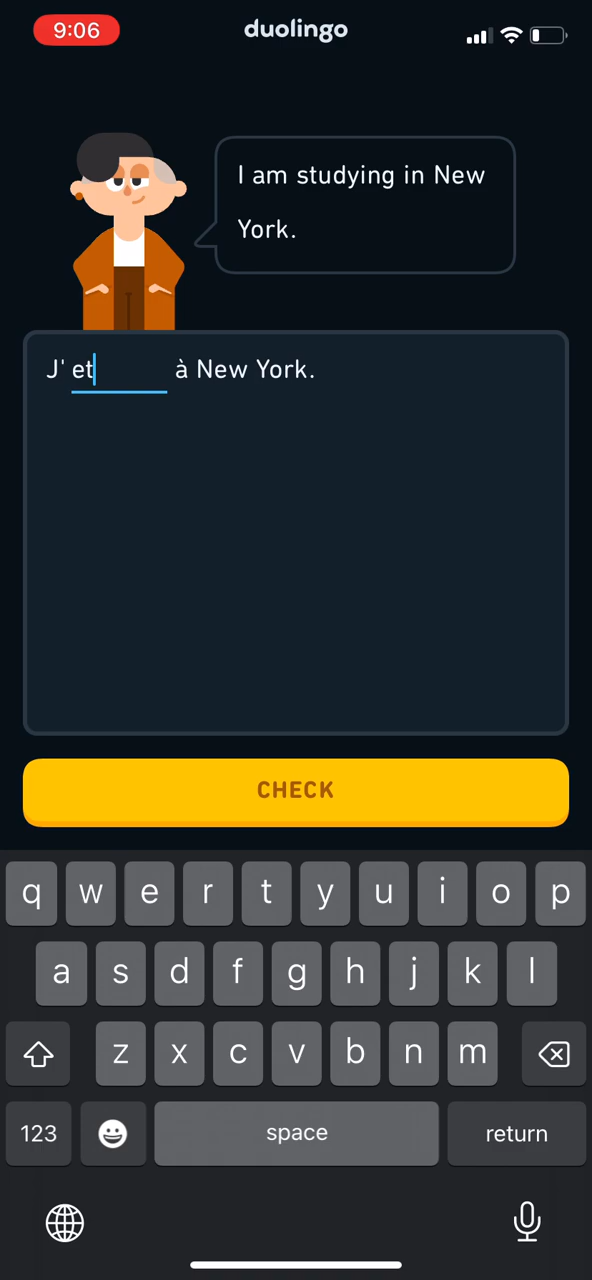 9:06 duolingo
I am studying in New
York.
J' et à New York.
CHECK
q w e r t y u i o p
a s d f g h j k l
z x c v b n m
123 space return